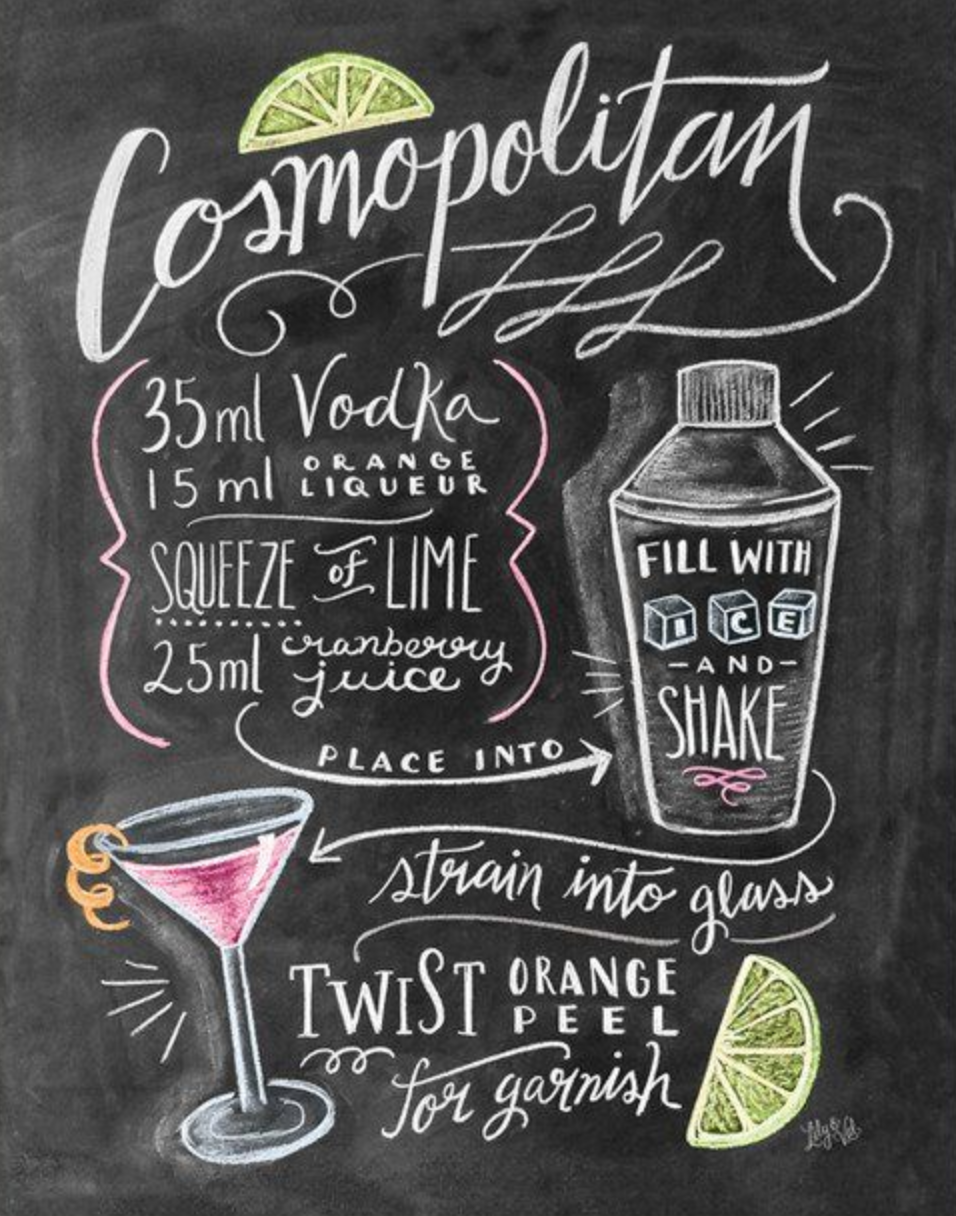 Cosmopolitan
35ml Vodka
15 ml ORANGE
LIQUEUR
SQUEEZE of LIME
25ml cranberry
juice
PLACE INTO
FILL WITH
ICE
-AND-
SHAKE
strain into glass
TWIST ORANGE
PEEL
for garnish
Lily & Val